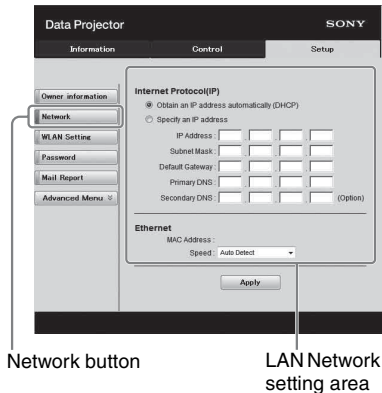 Data Projector
SONY
Information
Control
Setup
Owner information
Network
WLAN Setting
Password
Mail Report
Advanced Menu
Internet Protocol(IP)
Obtain an IP address automatically (DHCP)
Specify an IP address
IP Address :
Subnet Mask :
Default Gateway :
Primary DNS :
Secondary DNS :
(Option)
Ethernet
MAC Address :
Speed : Auto Detect
Apply
Network button
LAN Network
setting area